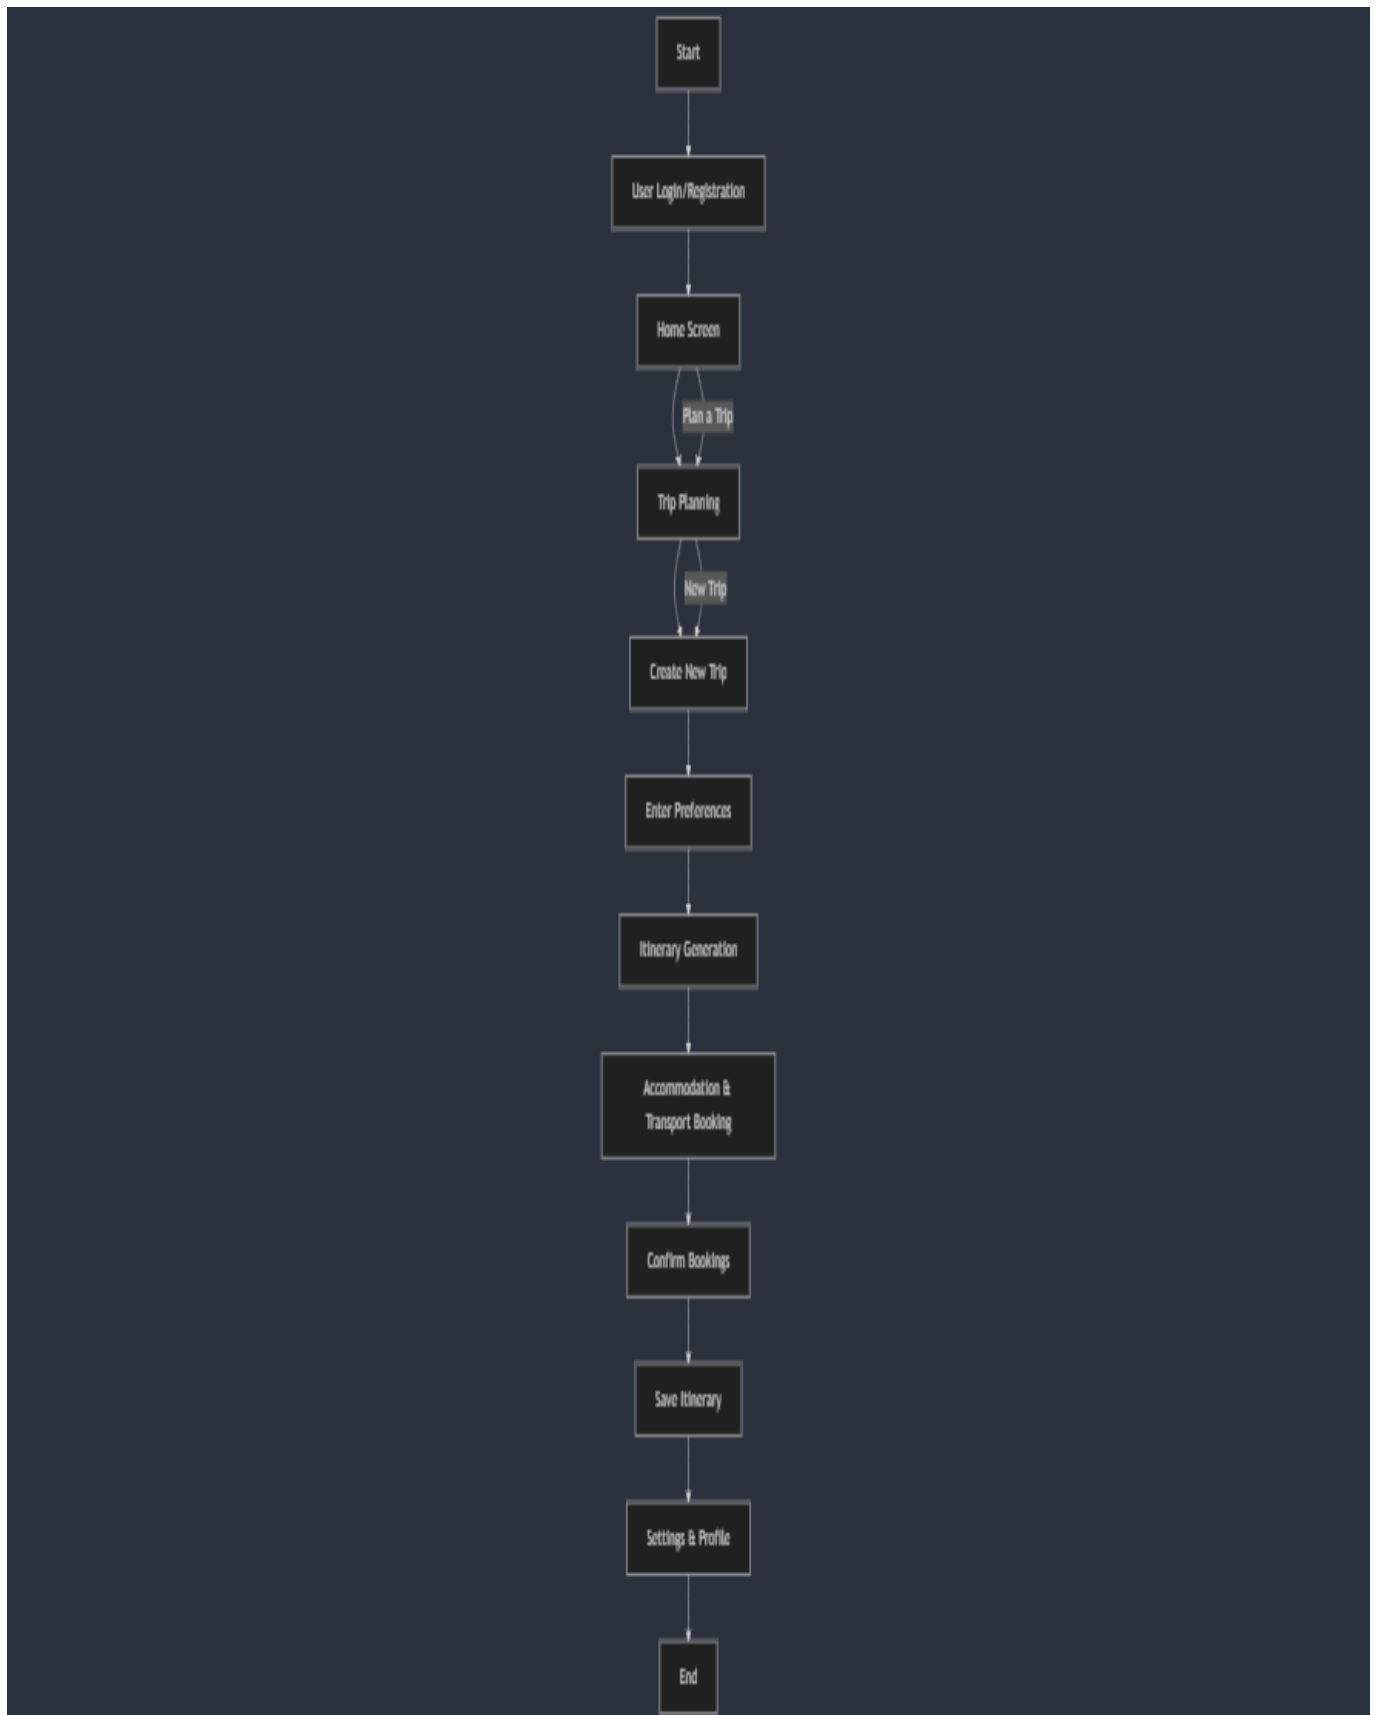 Start
User Login/Registration
Home Screen
Plan a Trip
Trip Planning
New Trip
Create New Trip
Enter Preferences
Itinerary Generation
Accommodation &
Transport Booking
Confirm Bookings
Save Itinerary
Settings & Profile
End